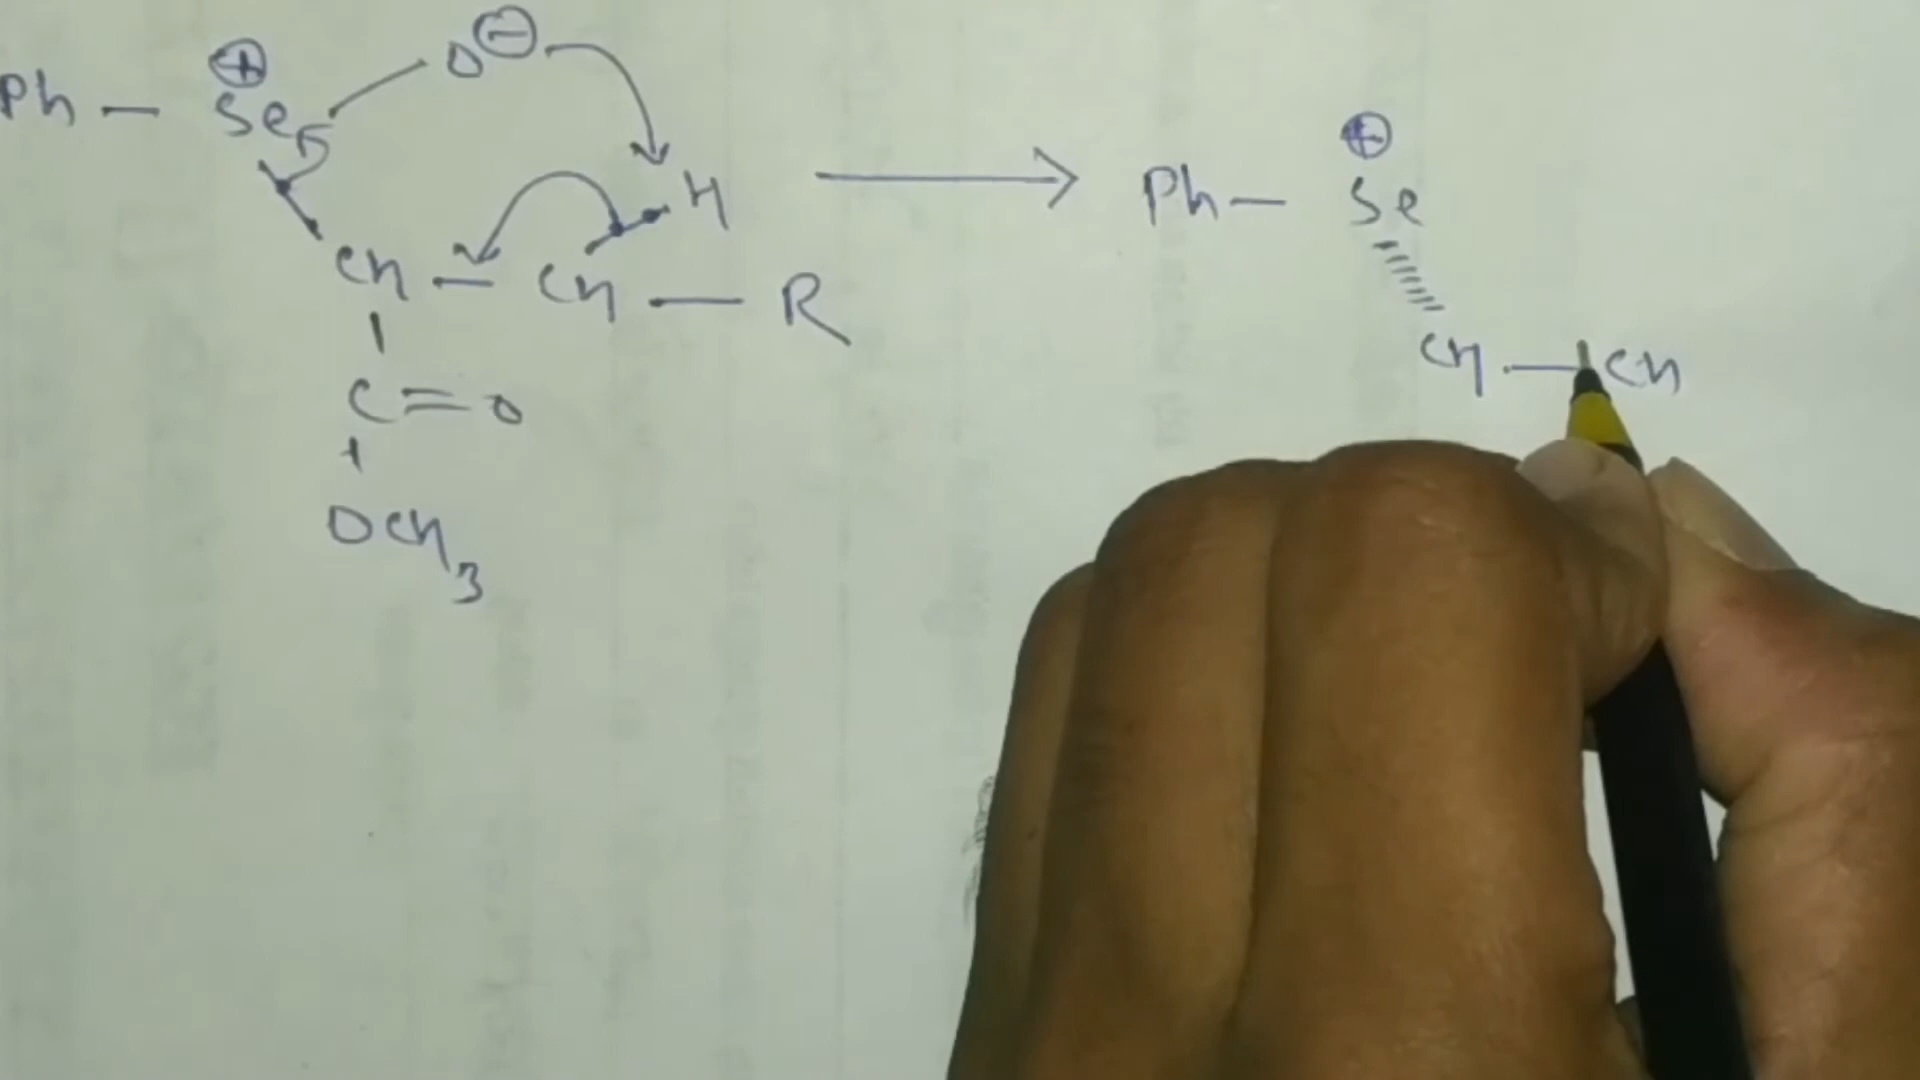 Ph — Se⊕ — O⊖
H
CH — CH — R
C = O
OCH3
⊕
Ph — Se
CH — CH